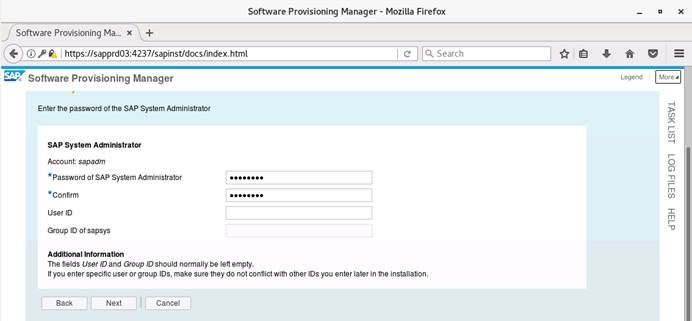 Software Provisioning Manager - Mozilla Firefox
Software Provisioning Ma...
https://sapprd03:4237/sapinst/docs/index.html
Search
SAP Software Provisioning Manager
Legend
More
Enter the password of the SAP System Administrator
SAP System Administrator
Account: sapadm
*Password of SAP System Administrator
••••••••
*Confirm
••••••••
User ID
Group ID of sapsys
Additional Information
The fields User ID and Group ID should normally be left empty.
If you enter specific user or group IDs, make sure they do not conflict with other IDs you enter later in the installation.
Back
Next
Cancel
TASK LIST
LOG FILES
HELP